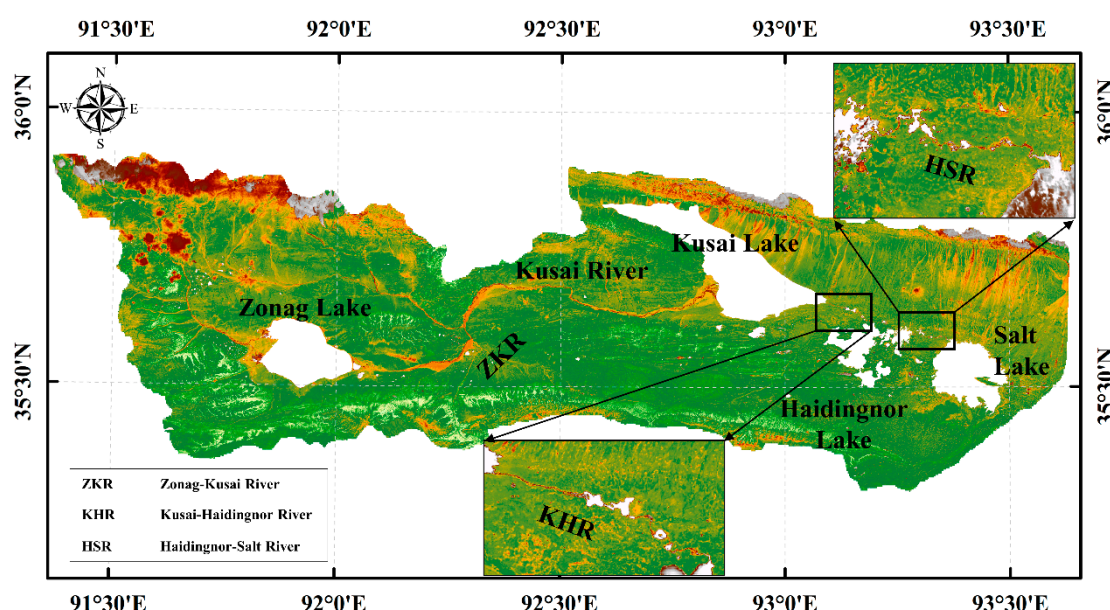 91°30'E 92°0'E 92°30'E 93°0'E 93°30'E
36°0'N 36°0'N
N
W E
S
HSR
Kusai Lake
Kusai River
Zonag Lake
ZKR
Salt
Lake
35°30'N 35°30'N
Haidingnor
Lake
KHR
ZKR Zonag-Kusai River
KHR Kusai-Haidingnor River
HSR Haidingnor-Salt River
91°30'E 92°0'E 92°30'E 93°0'E 93°30'E